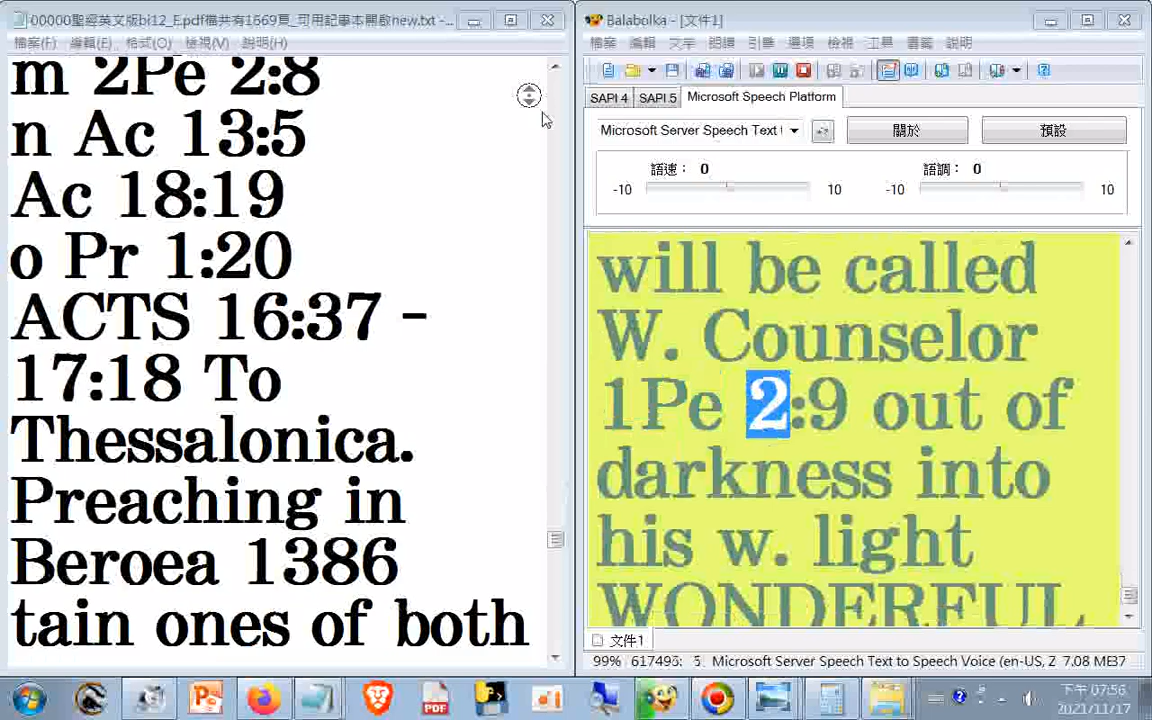 00000聖經英文版bi12_E.pdf檔共有1669頁_可用記事本開啟new.txt -...
檔案(F) 編輯(E) 格式(O) 檢視(V) 說明(H)
m 2Pe 2:8
n Ac 13:5
Ac 18:19
o Pr 1:20
ACTS 16:37 -
17:18 To
Thessalonica.
Preaching in
Beroea 1386
tain ones of both
Balabolka - [文件1]
檔案 編輯 文字 朗讀 引擎 選項 檢視 工具 書籤 說明
SAPI 4 SAPI 5 Microsoft Speech Platform
Microsoft Server Speech Text 關於 預設
語速： 0 語調： 0
-10 10 -10 10
will be called
W. Counselor
1Pe 2:9 out of
darkness into
his w. light
WONDERFUL
文件1
99% Microsoft Server Speech Text to Speech Voice (en-US, Z 7.08 MB
PDF
下午 07:56
2021/11/17